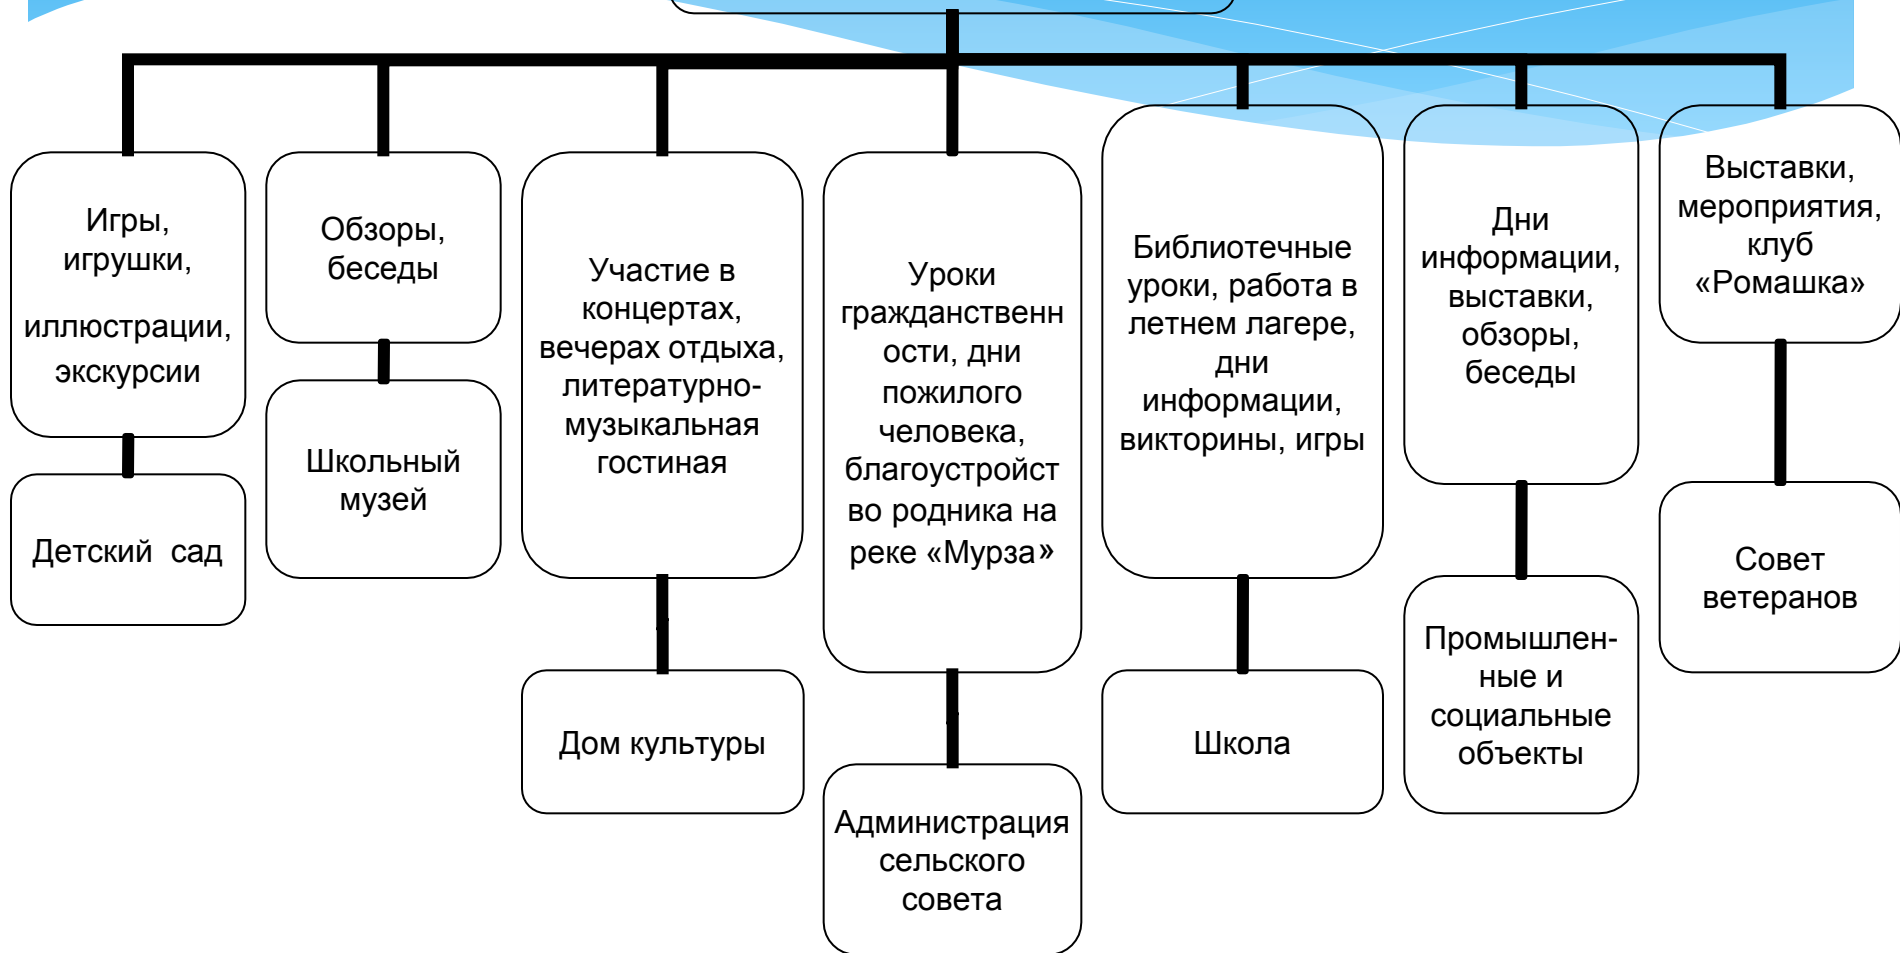 Игры,
игрушки,
иллюстрации,
экскурсии
Детский сад
Обзоры,
беседы
Школьный
музей
Участие в
концертах,
вечерах отдыха,
литературно-
музыкальная
гостиная
Дом культуры
Уроки
гражданственн
ости, дни
пожилого
человека,
благоустройст
во родника на
реке «Мурза»
Администрация
сельского
совета
Библиотечные
уроки, работа в
летнем лагере,
дни
информации,
викторины, игры
Школа
Дни
информации,
выставки,
обзоры,
беседы
Промышлен-
ные и
социальные
объекты
Выставки,
мероприятия,
клуб
«Ромашка»
Совет
ветеранов